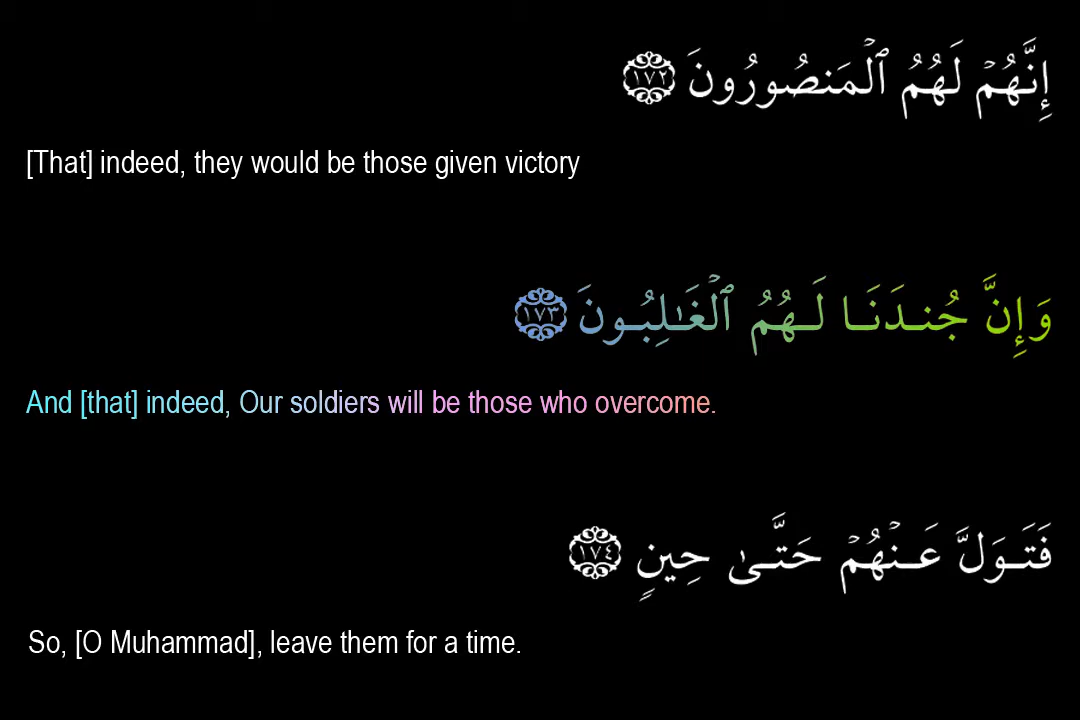 إِنَّهُمْ لَهُمُ ٱلْمَنصُورُونَ ١٧٢
[That] indeed, they would be those given victory
وَإِنَّ جُندَنَا لَهُمُ ٱلْغَـٰلِبُونَ ١٧٣
And [that] indeed, Our soldiers will be those who overcome.
فَتَوَلَّ عَنْهُمْ حَتَّىٰ حِينٍ ١٧٤
So, [O Muhammad], leave them for a time.